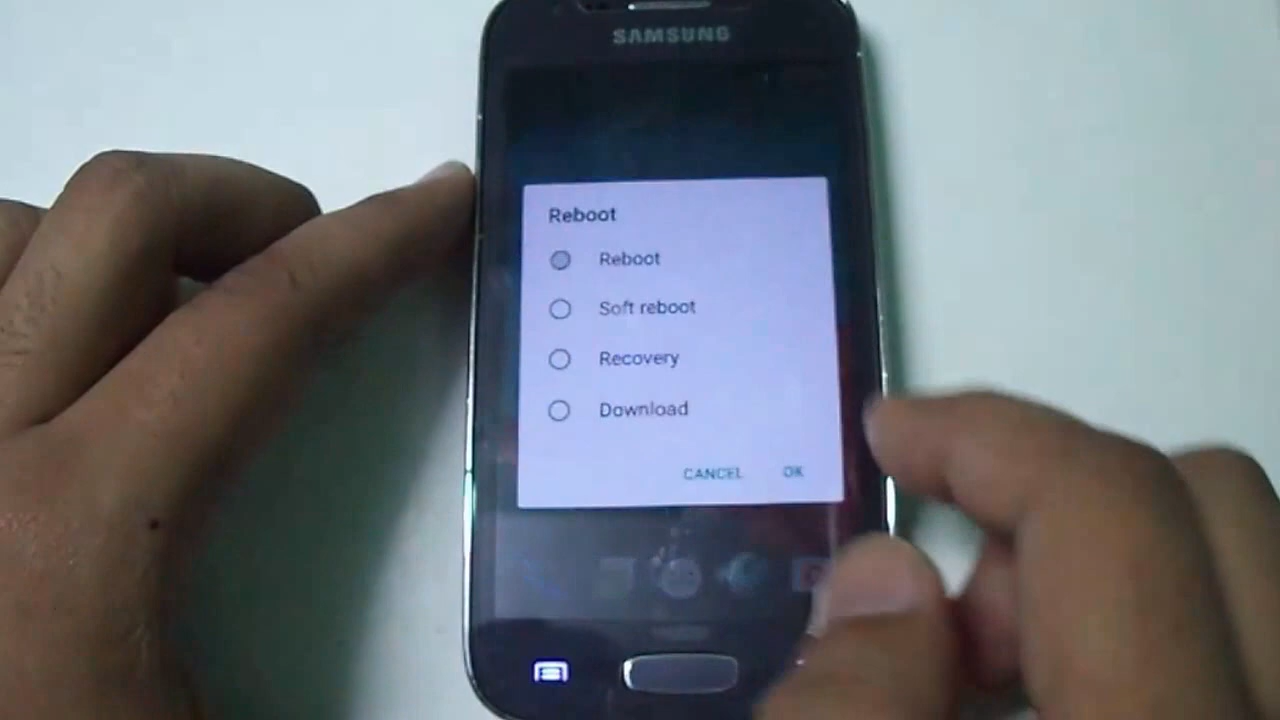 SAMSUNG
Reboot
Reboot
Soft reboot
Recovery
Download
CANCEL OK